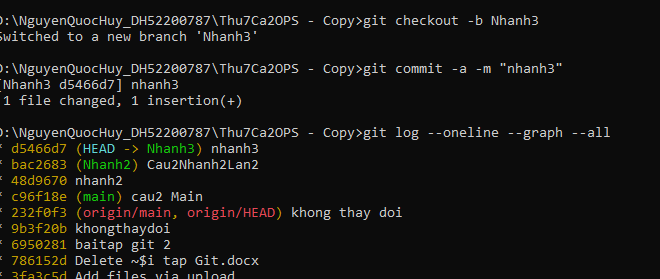 D:\NguyenQuocHuy_DH52200787\Thu7Ca2OPS - Copy>git checkout -b Nhanh3
Switched to a new branch 'Nhanh3'
D:\NguyenQuocHuy_DH52200787\Thu7Ca2OPS - Copy>git commit -a -m "nhanh3"
[Nhanh3 d5466d7] nhanh3
1 file changed, 1 insertion(+)
D:\NguyenQuocHuy_DH52200787\Thu7Ca2OPS - Copy>git log --oneline --graph --all
* d5466d7 (HEAD -> Nhanh3) nhanh3
* bac2683 (Nhanh2) Cau2Nhanh2Lan2
* 48d9670 nhanh2
* c96f18e (main) cau2 Main
* 232f0f3 (origin/main, origin/HEAD) khong thay doi
* 9b3f20b khongthaydoi
* 6950281 baitap git 2
* 786152d Delete ~$i tap Git.docx
* 3fa3c5d Add files via upload